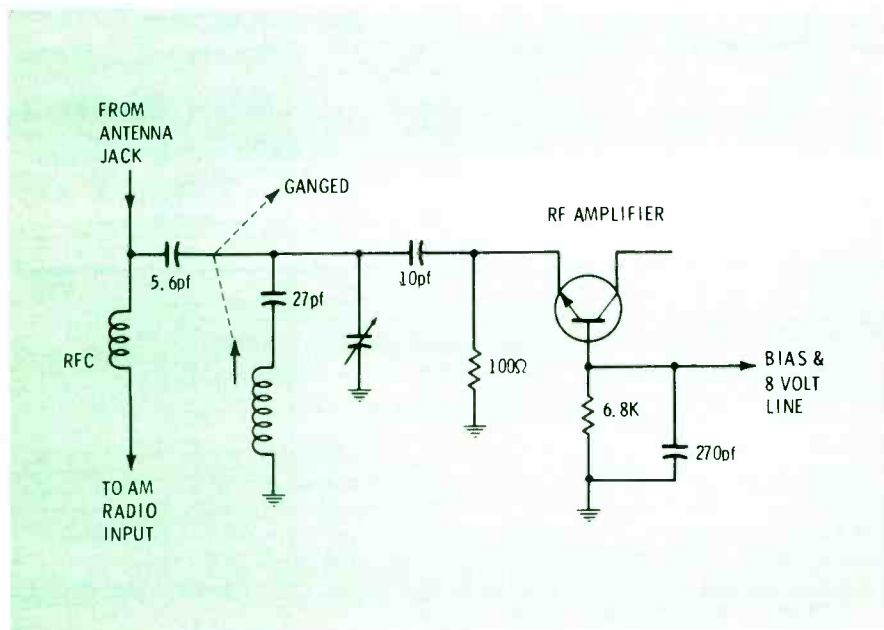 FROM
ANTENNA
JACK
GANGED
RF AMPLIFIER
5.6pf
10pf
27pf
RFC
100Ω
BIAS &
8 VOLT
LINE
6.8K
270pf
TO AM
RADIO
INPUT